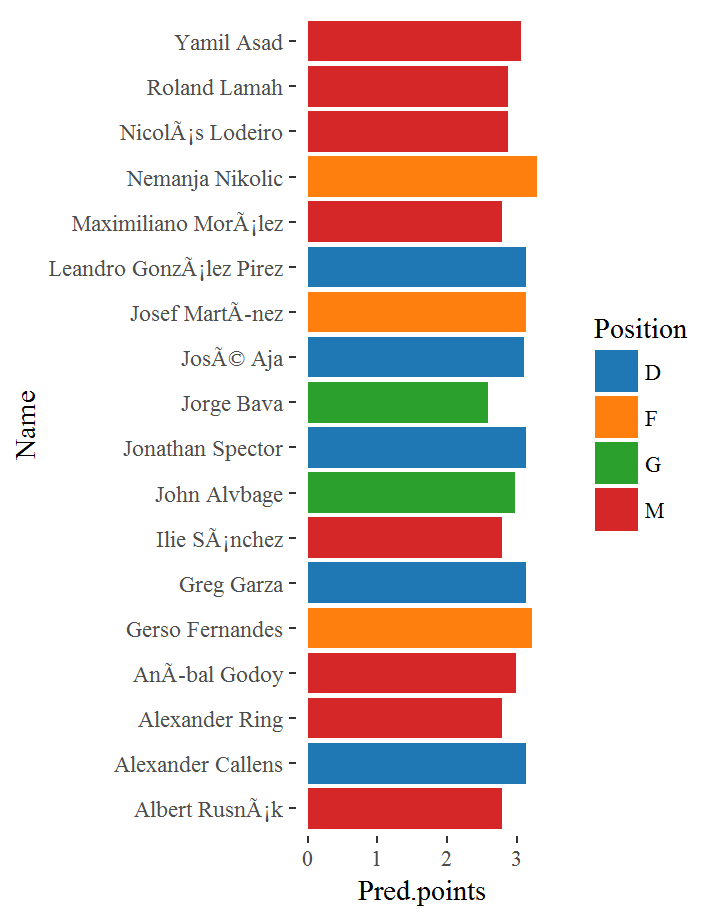 Yamil Asad
Roland Lamah
NicolÃ¡s Lodeiro
Nemanja Nikolic
Maximiliano MorÃ¡lez
Leandro GonzÃ¡lez Pirez
Josef MartÃ-nez
JosÃ© Aja
Jorge Bava
Jonathan Spector
John Alvbage
Ilie SÃ¡nchez
Greg Garza
Gerso Fernandes
AnÃ-bal Godoy
Alexander Ring
Alexander Callens
Albert RusnÃ¡k
Name
0 1 2 3
Pred.points
Position
D
F
G
M